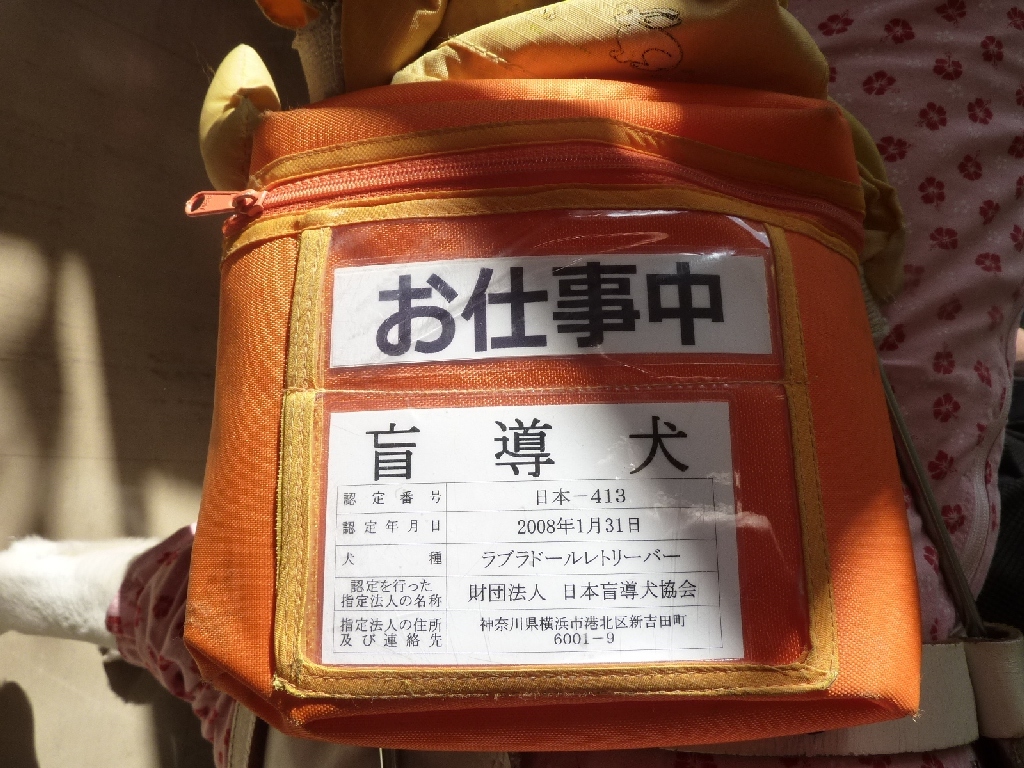 お仕事中
盲導犬
認定番号 日本－413
認定年月日 2008年1月31日
犬種 ラブラドールレトリーバー
認定を行った
指定法人の名称 財団法人 日本盲導犬協会
指定法人の住所
及び連絡先 神奈川県横浜市港北区新吉田町
6001－9